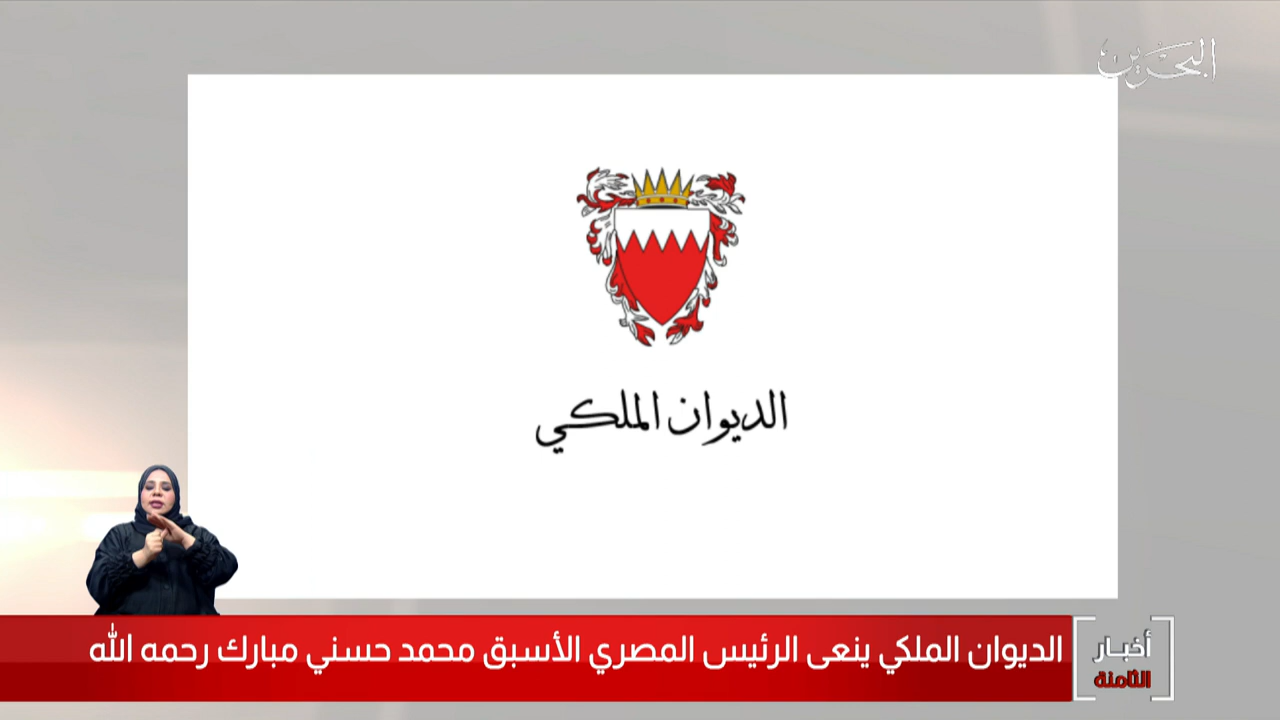 البحرين
الديوان الملكي
الديوان الملكي ينعى الرئيس المصري الأسبق محمد حسني مبارك رحمه الله
أخبار
الثامنة